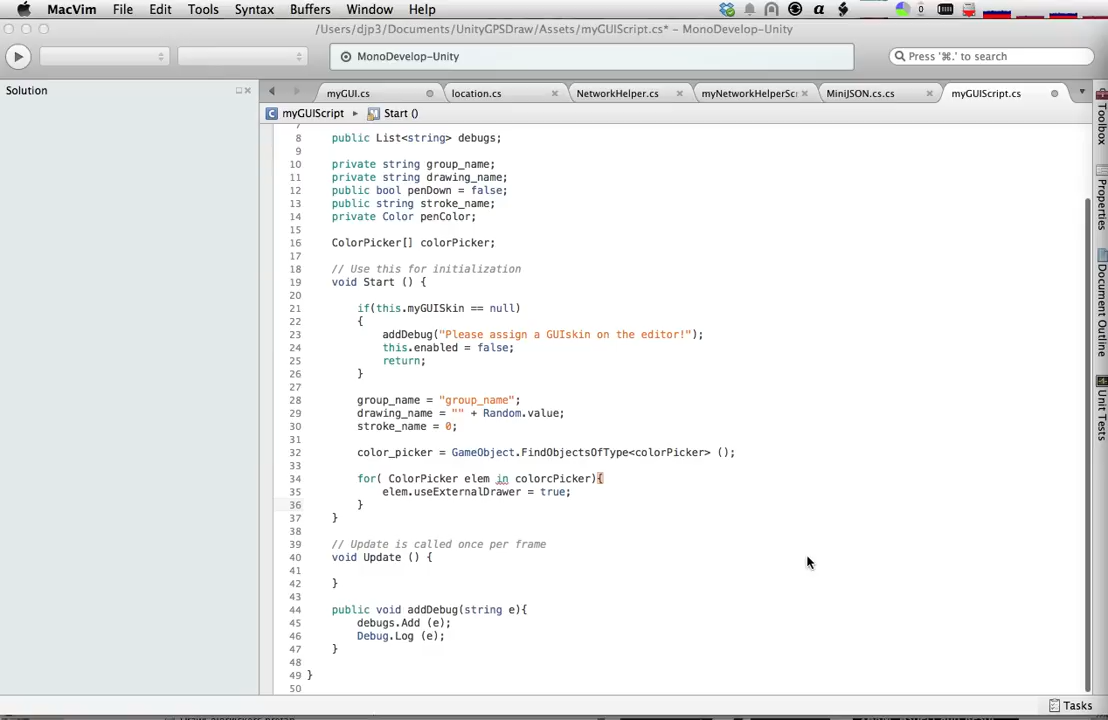 MacVim File Edit Tools Syntax Buffers Window Help
/Users/djp3/Documents/UnityGPSDraw/Assets/myGUIScript.cs* - MonoDevelop-Unity
MonoDevelop-Unity
Press '⌘.' to search
Solution
myGUI.cs location.cs NetworkHelper.cs myNetworkHelperSc MiniJSON.cs.cs myGUIScript.cs
myGUIScript Start ()
8 public List<string> debugs;
9
10 private string group_name;
11 private string drawing_name;
12 public bool penDown = false;
13 public string stroke_name;
14 private Color penColor;
15
16 ColorPicker[] colorPicker;
17
18 // Use this for initialization
19 void Start () {
20
21 if(this.myGUISkin == null)
22 {
23 addDebug("Please assign a GUIskin on the editor!");
24 this.enabled = false;
25 return;
26 }
27
28 group_name = "group_name";
29 drawing_name = "" + Random.value;
30 stroke_name = 0;
31
32 color_picker = GameObject.FindObjectsOfType<colorPicker> ();
33
34 for( ColorPicker elem in colorcPicker){
35 elem.useExternalDrawer = true;
36 }
37 }
38
39 // Update is called once per frame
40 void Update () {
41
42 }
43
44 public void addDebug(string e){
45 debugs.Add (e);
46 Debug.Log (e);
47 }
48
49 }
50
Toolbox
Properties
Document Outline
Unit Tests
Tasks